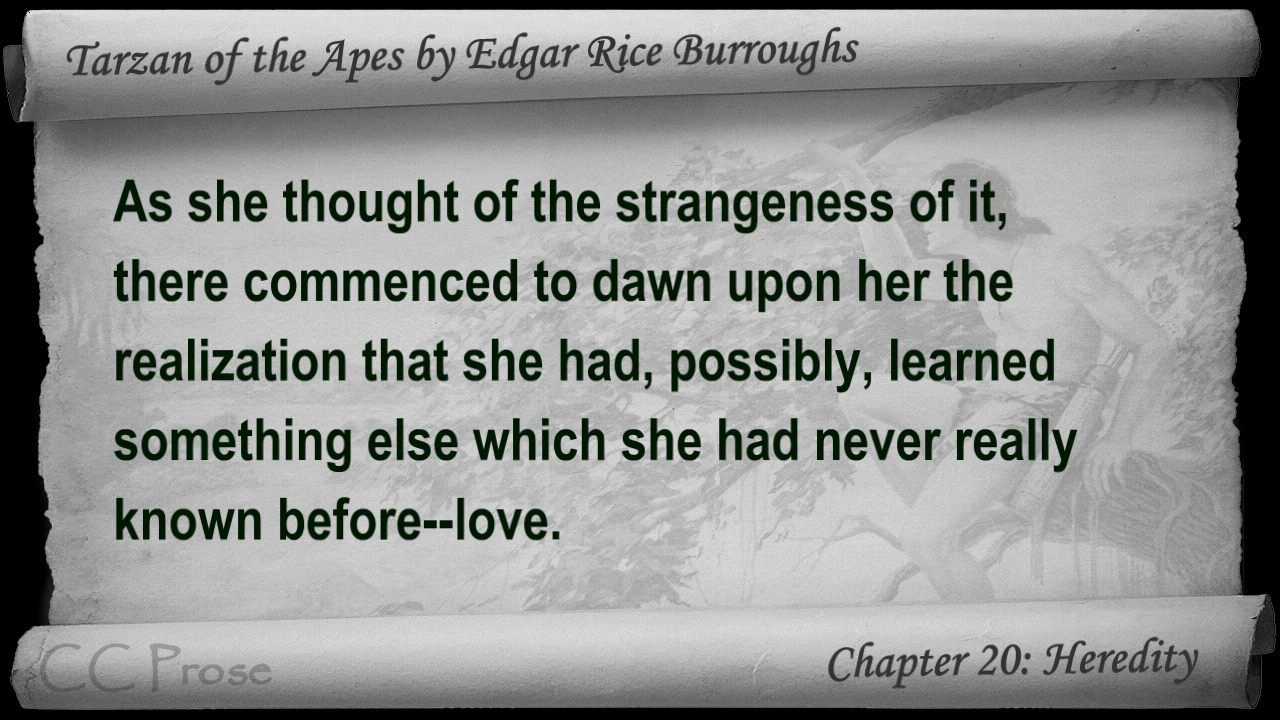 Tarzan of the Apes by Edgar Rice Burroughs
As she thought of the strangeness of it,
there commenced to dawn upon her the
realization that she had, possibly, learned
something else which she had never really
known before--love.
CC Prose
Chapter 20: Heredity